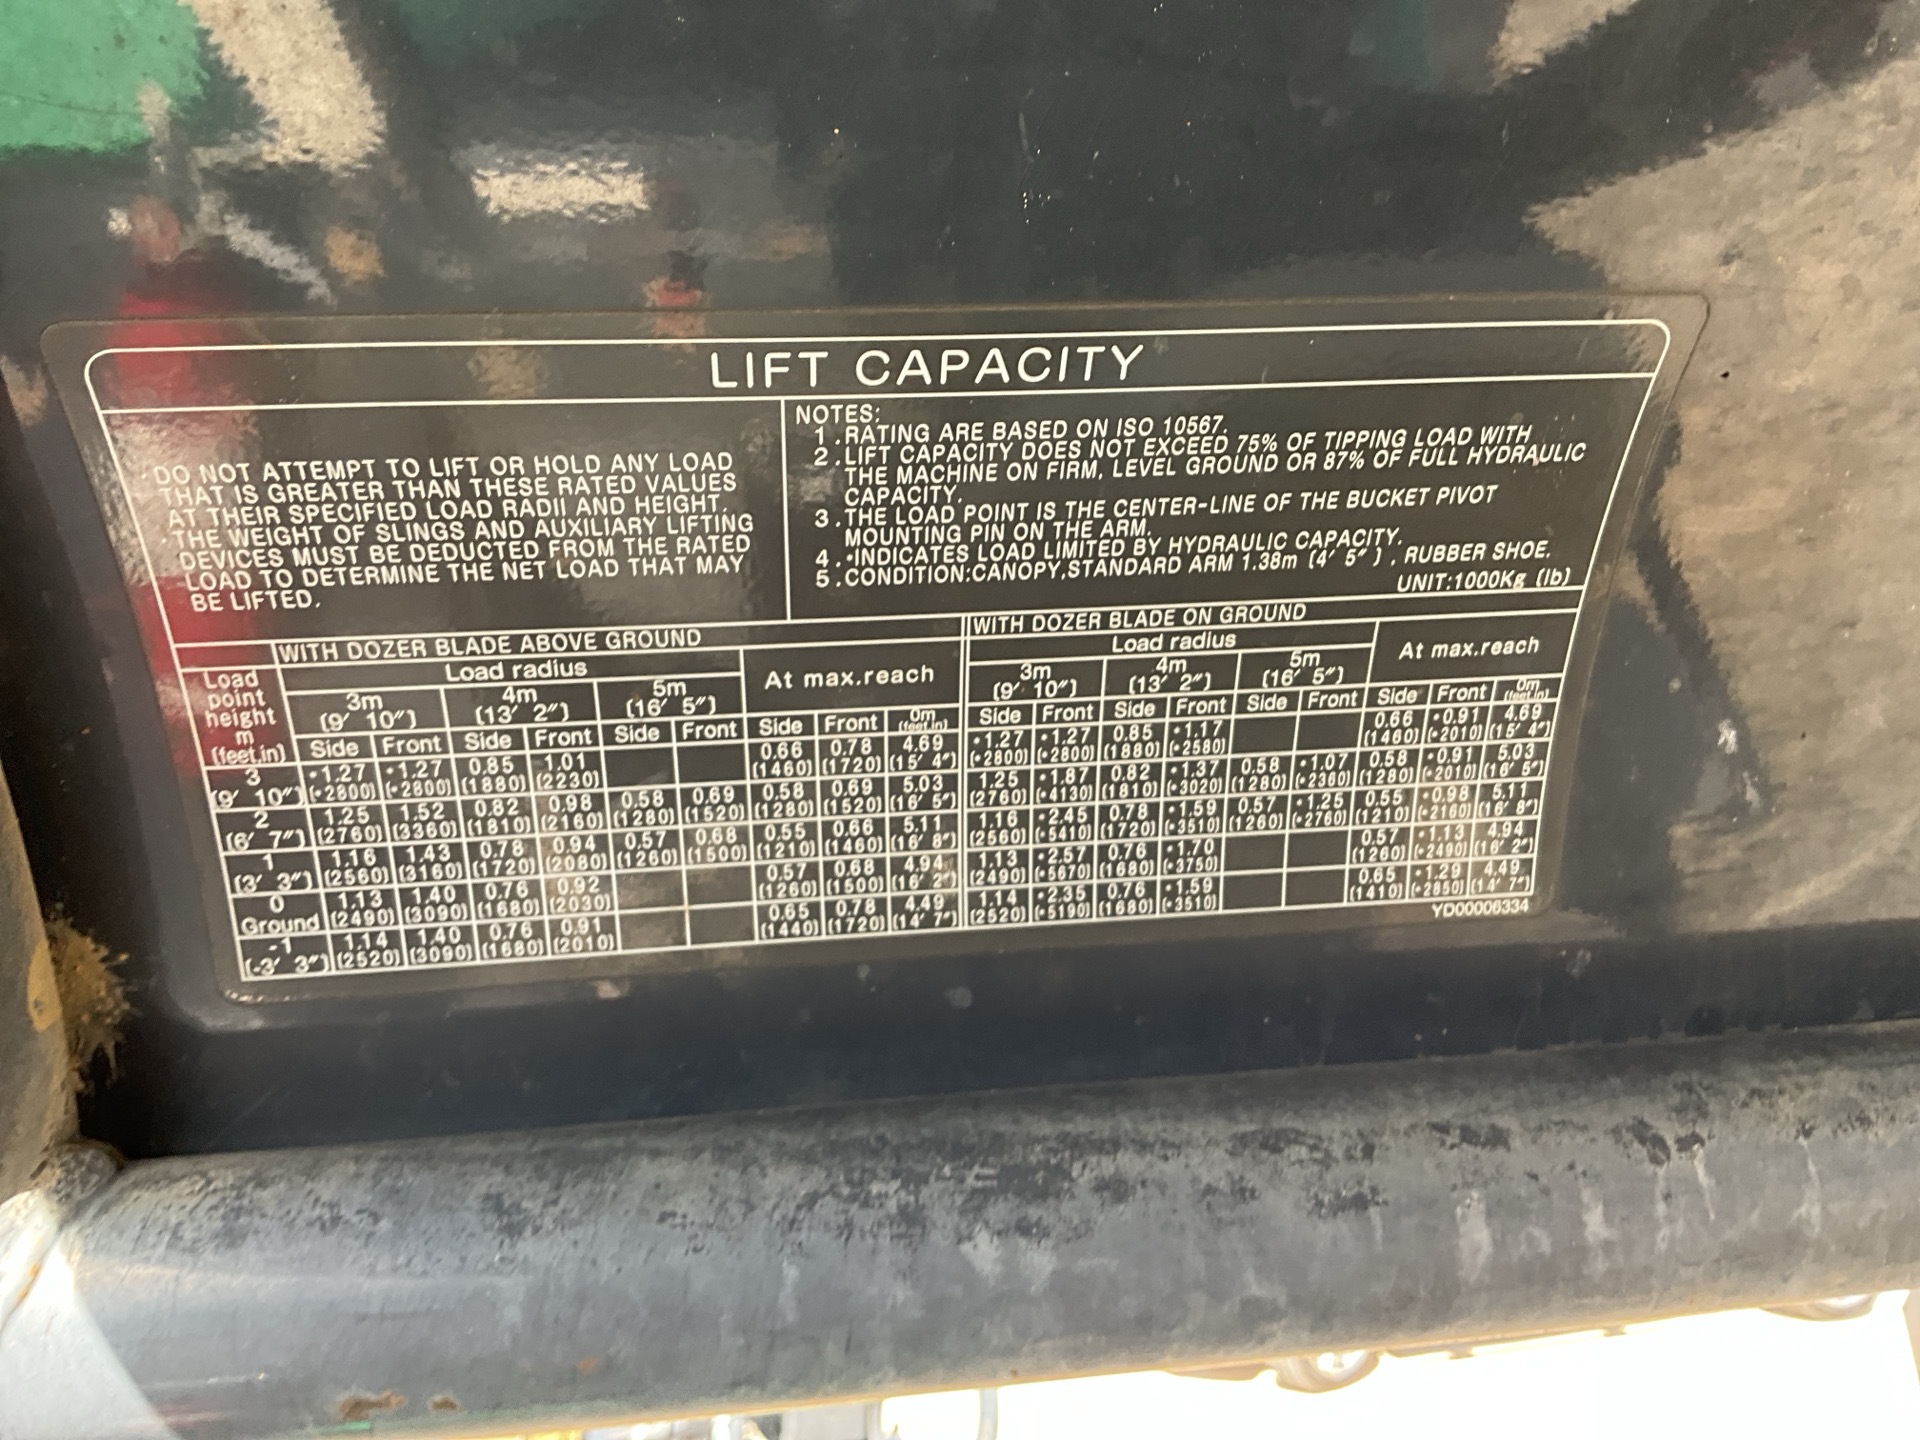 LIFT CAPACITY
·DO NOT ATTEMPT TO LIFT OR HOLD ANY LOAD
THAT IS GREATER THAN THESE RATED VALUES
AT THEIR SPECIFIED LOAD RADII AND HEIGHT.
·THE WEIGHT OF SLINGS AND AUXILIARY LIFTING
DEVICES MUST BE DEDUCTED FROM THE RATED
LOAD TO DETERMINE THE NET LOAD THAT MAY
BE LIFTED.
NOTES:
1.RATING ARE BASED ON ISO 10567.
2.LIFT CAPACITY DOES NOT EXCEED 75% OF TIPPING LOAD WITH
THE MACHINE ON FIRM, LEVEL GROUND OR 87% OF FULL HYDRAULIC
CAPACITY.
3.THE LOAD POINT IS THE CENTER-LINE OF THE BUCKET PIVOT
MOUNTING PIN ON THE ARM.
4.•INDICATES LOAD LIMITED BY HYDRAULIC CAPACITY.
5.CONDITION:CANOPY,STANDARD ARM 1.38m (4′ 5″), RUBBER SHOE.
UNIT:1000Kg (lb)
WITH DOZER BLADE ABOVE GROUND WITH DOZER BLADE ON GROUND
Load point height m (feet.in) Load radius At max.reach Load radius At max.reach
3m (9′ 10″) 4m (13′ 2″) 5m (16′ 5″) 3m (9′ 10″) 4m (13′ 2″) 5m (16′ 5″)
Side Front Side Front Side Front Side Front 0m (feet.in) Side Front Side Front Side Front Side Front 0m (feet.in)
3 •1.27 •1.27 0.85 1.01 0.66 0.78 4.69 •1.27 •1.27 0.85 •1.17 0.66 •0.91 4.69
(9′ 10″) (•2800) (•2800) (1880) (2230) (1460) (1720) (15′ 4″) (•2800) (•2800) (1880) (•2580) (1460) (•2010) (15′ 4″)
2 1.25 1.52 0.82 0.98 0.58 0.69 0.58 0.69 5.03 1.25 •1.87 0.82 •1.37 0.58 •1.07 0.58 •0.91 5.03
(6′ 7″) (2760) (3360) (1810) (2160) (1280) (1520) (1280) (1520) (16′ 5″) (2760) (•4130) (1810) (•3020) (1280) (•2360) (1280) (•2010) (16′ 5″)
1 1.16 1.43 0.78 0.94 0.57 0.68 0.55 0.66 5.11 1.16 •2.45 0.78 •1.59 0.57 •1.25 0.55 •0.98 5.11
(3′ 3″) (2560) (3160) (1720) (2080) (1260) (1500) (1210) (1460) (16′ 8″) (2560) (•5410) (1720) (•3510) (1260) (•2760) (1210) (•2160) (16′ 8″)
0 1.13 1.40 0.76 0.92 0.57 0.68 4.94 1.13 •2.57 0.76 •1.70 0.57 •1.13 4.94
Ground (2490) (3090) (1680) (2030) (1260) (1500) (16′ 2″) (2490) (•5670) (1680) (•3750) (1260) (•2490) (16′ 2″)
-1 1.14 1.40 0.76 0.91 0.65 0.78 4.49 1.14 •2.35 0.76 •1.59 0.65 •1.29 4.49
(-3′ 3″) (2520) (3090) (1680) (2010) (1440) (1720) (14′ 7″) (2520) (•5190) (1680) (•3510) (1410) (•2850) (14′ 7″)
YD00006334